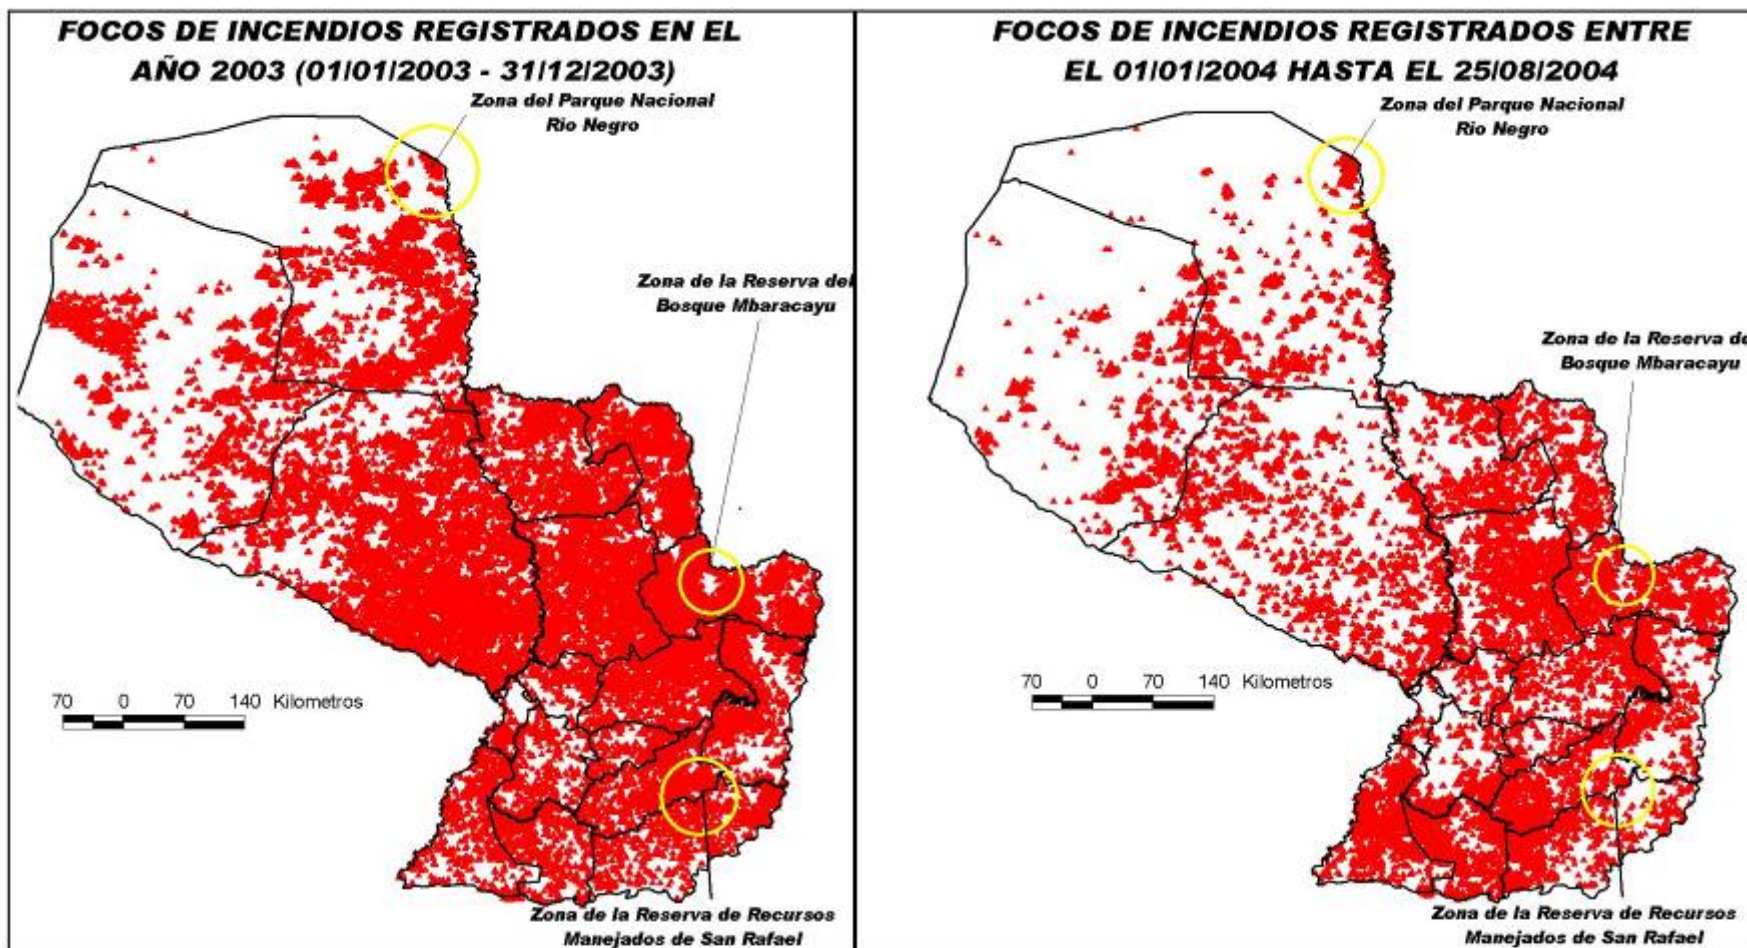 FOCOS DE INCENDIOS REGISTRADOS EN EL
AÑO 2003 (01/01/2003 - 31/12/2003)
Zona del Parque Nacional
Rio Negro
Zona de la Reserva del
Bosque Mbaracayu
70 0 70 140 Kilometros
Zona de la Reserva de Recursos
Manejados de San Rafael
FOCOS DE INCENDIOS REGISTRADOS ENTRE
EL 01/01/2004 HASTA EL 25/08/2004
Zona del Parque Nacional
Rio Negro
Zona de la Reserva de
Bosque Mbaracayu
70 0 70 140 Kilometros
Zona de la Reserva de Recursos
Manejados de San Rafael